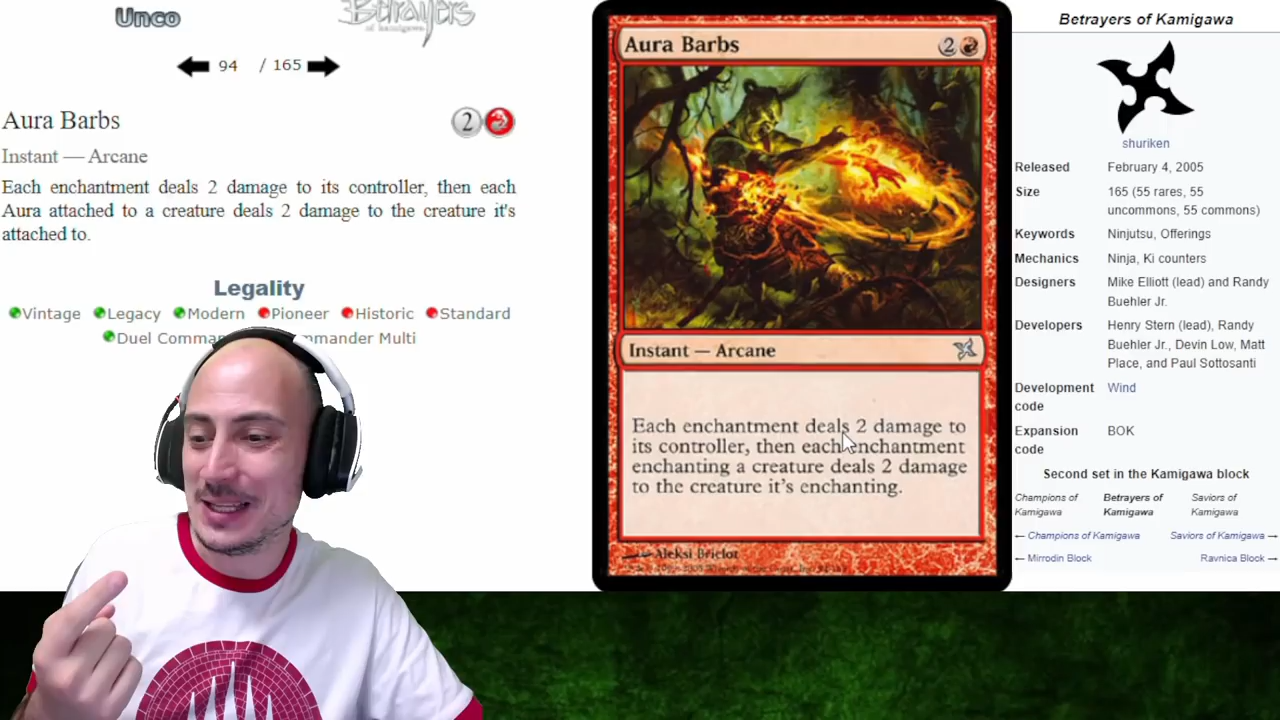 Unco
Betrayers
of kamigawa
94 / 165
Aura Barbs
2
Instant — Arcane
Each enchantment deals 2 damage to its controller, then each
Aura attached to a creature deals 2 damage to the creature it's
attached to.
Legality
Vintage Legacy Modern Pioneer Historic Standard
Duel Comma mmander Multi
Aura Barbs
2
Instant — Arcane
Each enchantment deals 2 damage to
its controller, then each enchantment
enchanting a creature deals 2 damage
to the creature it's enchanting.
Aleksi Briclot
Betrayers of Kamigawa
shuriken
Released February 4, 2005
Size 165 (55 rares, 55
uncommons, 55 commons)
Keywords Ninjutsu, Offerings
Mechanics Ninja, Ki counters
Designers Mike Elliott (lead) and Randy
Buehler Jr.
Developers Henry Stern (lead), Randy
Buehler Jr., Devin Low, Matt
Place, and Paul Sottosanti
Development Wind
code
Expansion BOK
code
Second set in the Kamigawa block
Champions of Betrayers of Saviors of
Kamigawa Kamigawa Kamigawa
← Champions of Kamigawa Saviors of Kamigawa →
← Mirrodin Block Ravnica Block →